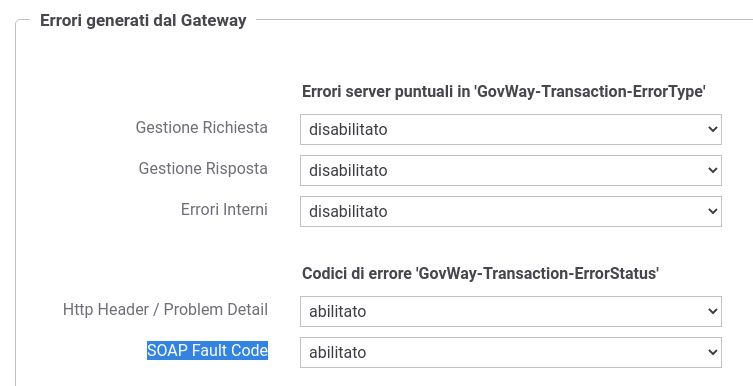 Errori generati dal Gateway
Errori server puntuali in 'GovWay-Transaction-ErrorType'
Gestione Richiesta disabilitato
Gestione Risposta disabilitato
Errori Interni disabilitato
Codici di errore 'GovWay-Transaction-ErrorStatus'
Http Header / Problem Detail abilitato
SOAP Fault Code abilitato